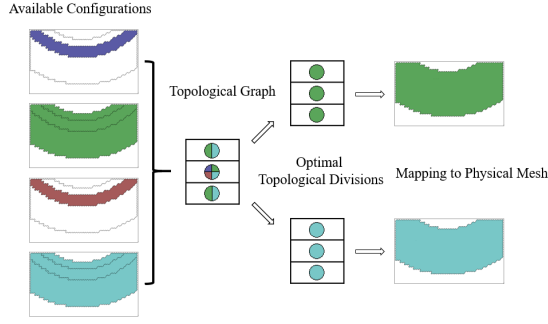 Available Configurations
Topological Graph
Optimal
Topological Divisions
Mapping to Physical Mesh